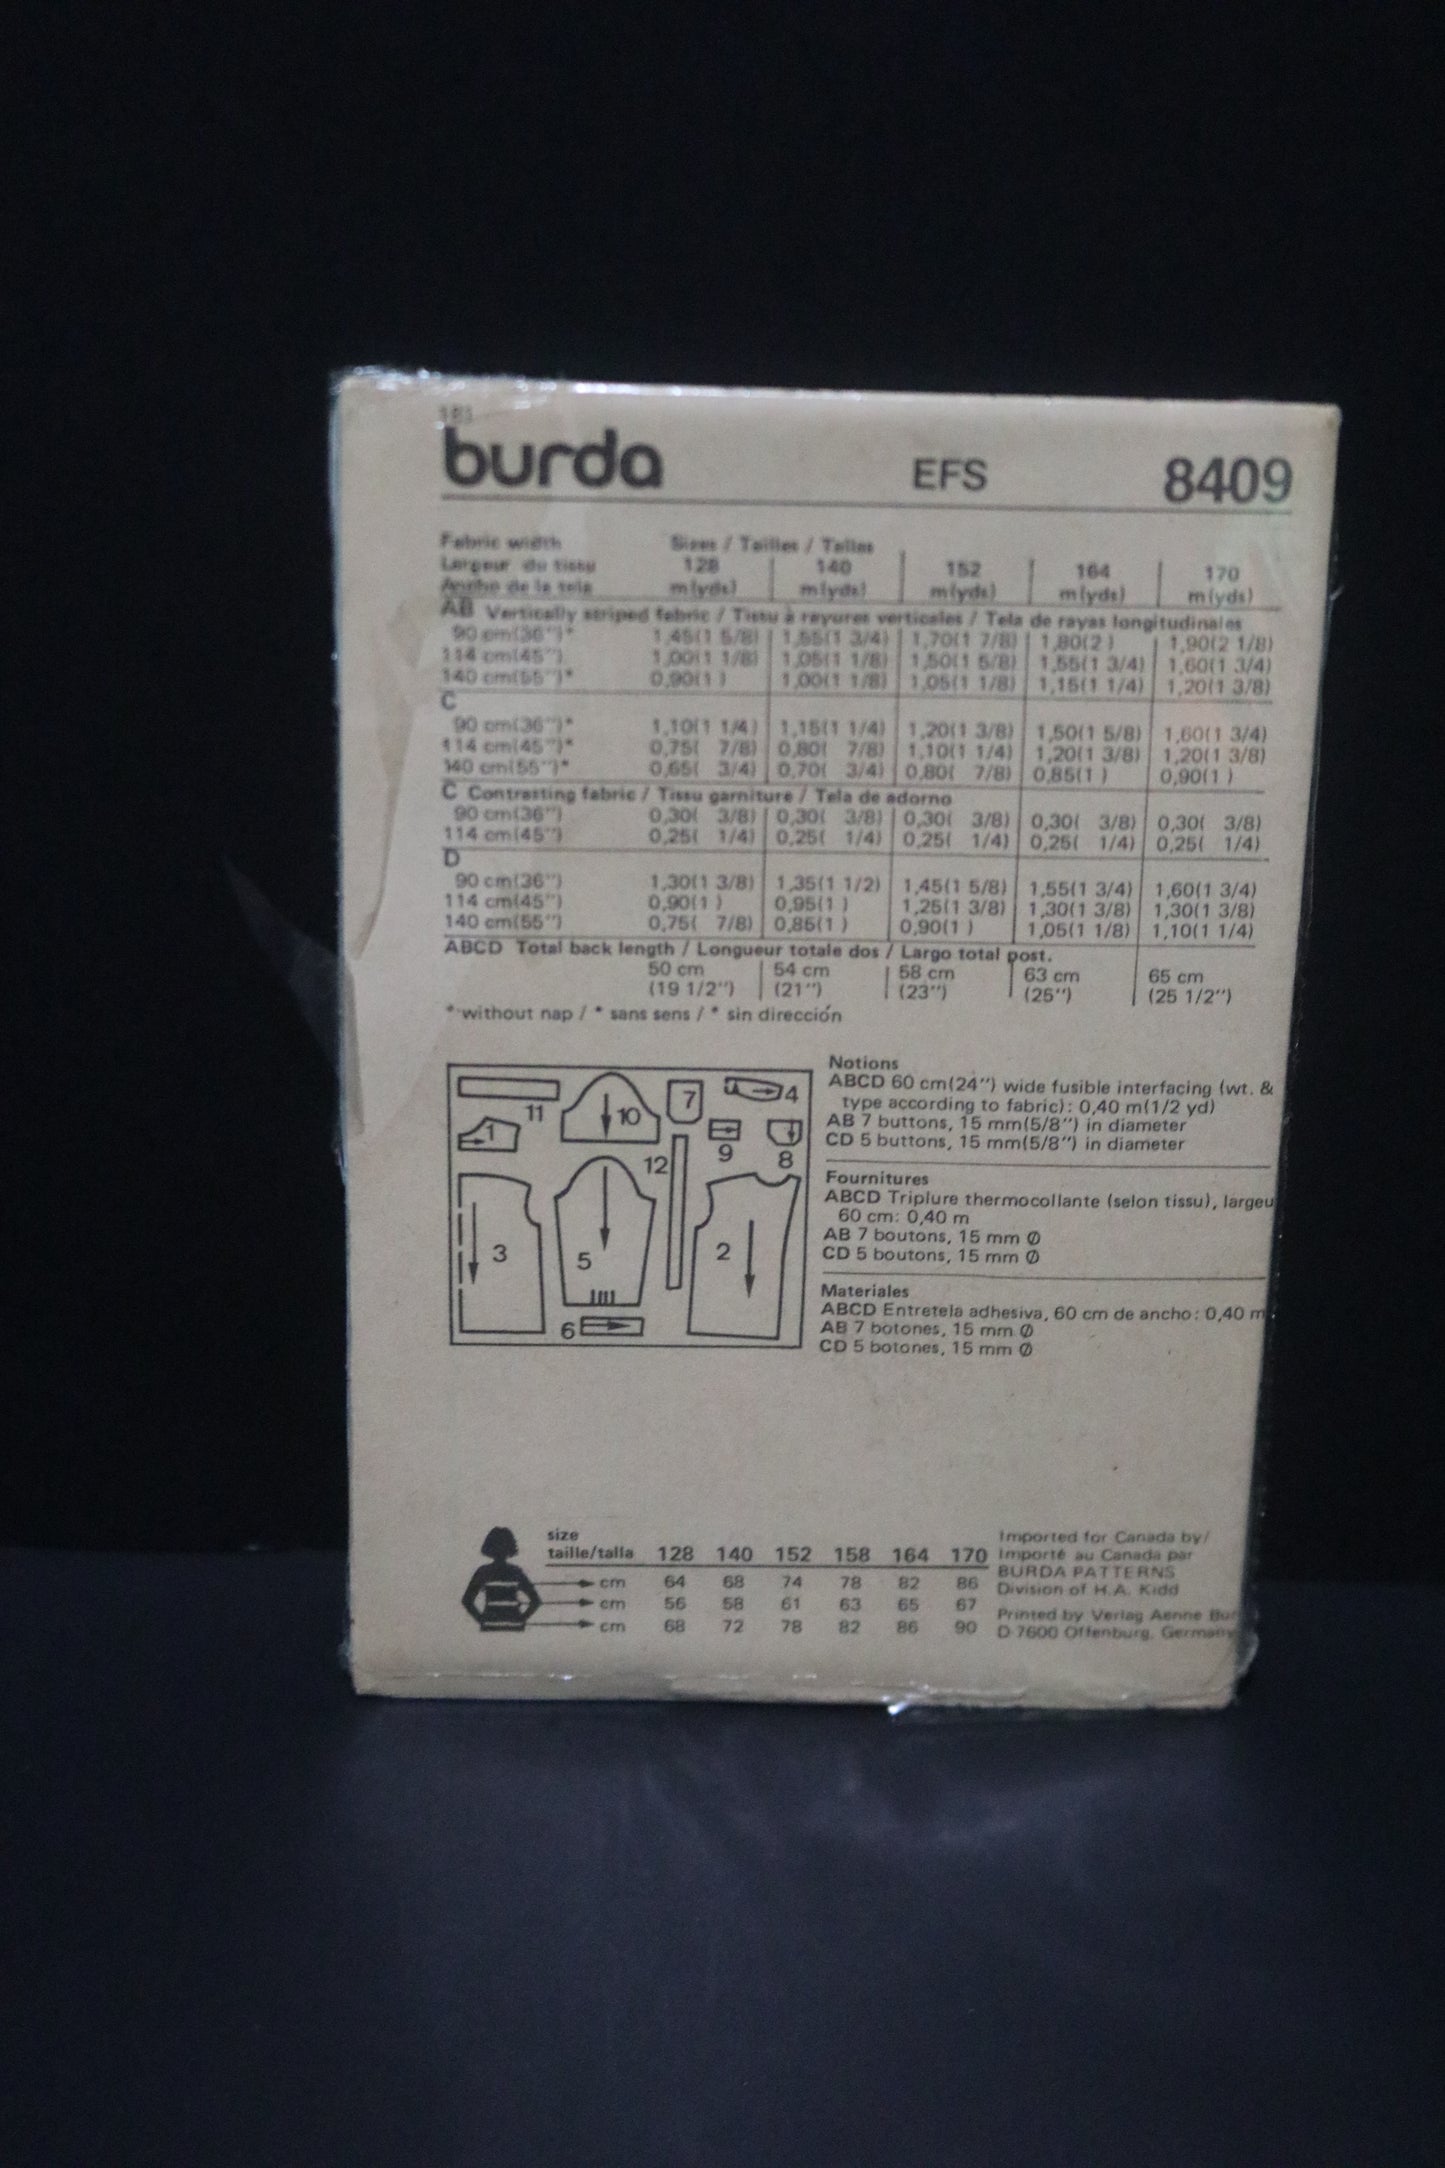 burda EFS 8409
Fabric width Sizes / Tailles / Tallas
Largeur du tissu 128 140 152 164 170
Ancho de la tela m(yds) m(yds) m(yds) m(yds) m(yds)
AB Vertically striped fabric / Tissu à rayures verticales / Tela de rayas longitudinales
90 cm(36'')* 1,45(1 5/8) 1,55(1 3/4) 1,70(1 7/8) 1,80(2 ) 1,90(2 1/8)
114 cm(45'') 1,00(1 1/8) 1,05(1 1/8) 1,50(1 5/8) 1,55(1 3/4) 1,60(1 3/4)
140 cm(55'')* 0,90(1 ) 1,00(1 1/8) 1,05(1 1/8) 1,15(1 1/4) 1,20(1 3/8)
C
90 cm(36'')* 1,10(1 1/4) 1,15(1 1/4) 1,20(1 3/8) 1,50(1 5/8) 1,60(1 3/4)
114 cm(45'')* 0,75( 7/8) 0,80( 7/8) 1,10(1 1/4) 1,20(1 3/8) 1,20(1 3/8)
140 cm(55'')* 0,65( 3/4) 0,70( 3/4) 0,80( 7/8) 0,85(1 ) 0,90(1 )
C Contrasting fabric / Tissu garniture / Tela de adorno
90 cm(36'') 0,30( 3/8) 0,30( 3/8) 0,30( 3/8) 0,30( 3/8) 0,30( 3/8)
114 cm(45'') 0,25( 1/4) 0,25( 1/4) 0,25( 1/4) 0,25( 1/4) 0,25( 1/4)
D
90 cm(36'') 1,30(1 3/8) 1,35(1 1/2) 1,45(1 5/8) 1,55(1 3/4) 1,60(1 3/4)
114 cm(45'') 0,90(1 ) 0,95(1 ) 1,25(1 3/8) 1,30(1 3/8) 1,30(1 3/8)
140 cm(55'') 0,75( 7/8) 0,85(1 ) 0,90(1 ) 1,05(1 1/8) 1,10(1 1/4)
ABCD Total back length / Longueur totale dos / Largo total post.
50 cm 54 cm 58 cm 63 cm 65 cm
(19 1/2'') (21'') (23'') (25'') (25 1/2'')
* without nap / * sans sens / * sin dirección
11 10 7 4
1 9 8
12
3 5 2
6
Notions
ABCD 60 cm(24'') wide fusible interfacing (wt. &
type according to fabric): 0,40 m(1/2 yd)
AB 7 buttons, 15 mm(5/8'') in diameter
CD 5 buttons, 15 mm(5/8'') in diameter
Fournitures
ABCD Triplure thermocollante (selon tissu), largeu
60 cm: 0,40 m
AB 7 boutons, 15 mm Ø
CD 5 boutons, 15 mm Ø
Materiales
ABCD Entretela adhesiva, 60 cm de ancho: 0,40 m
AB 7 botones, 15 mm Ø
CD 5 botones, 15 mm Ø
size
taille/talla 128 140 152 158 164 170
cm 64 68 74 78 82 86
cm 56 58 61 63 65 67
cm 68 72 78 82 86 90
Imported for Canada by/
Importé au Canada par
BURDA PATTERNS
Division of H.A. Kidd
Printed by Verlag Aenne Bur
D-7600 Offenburg, Germany